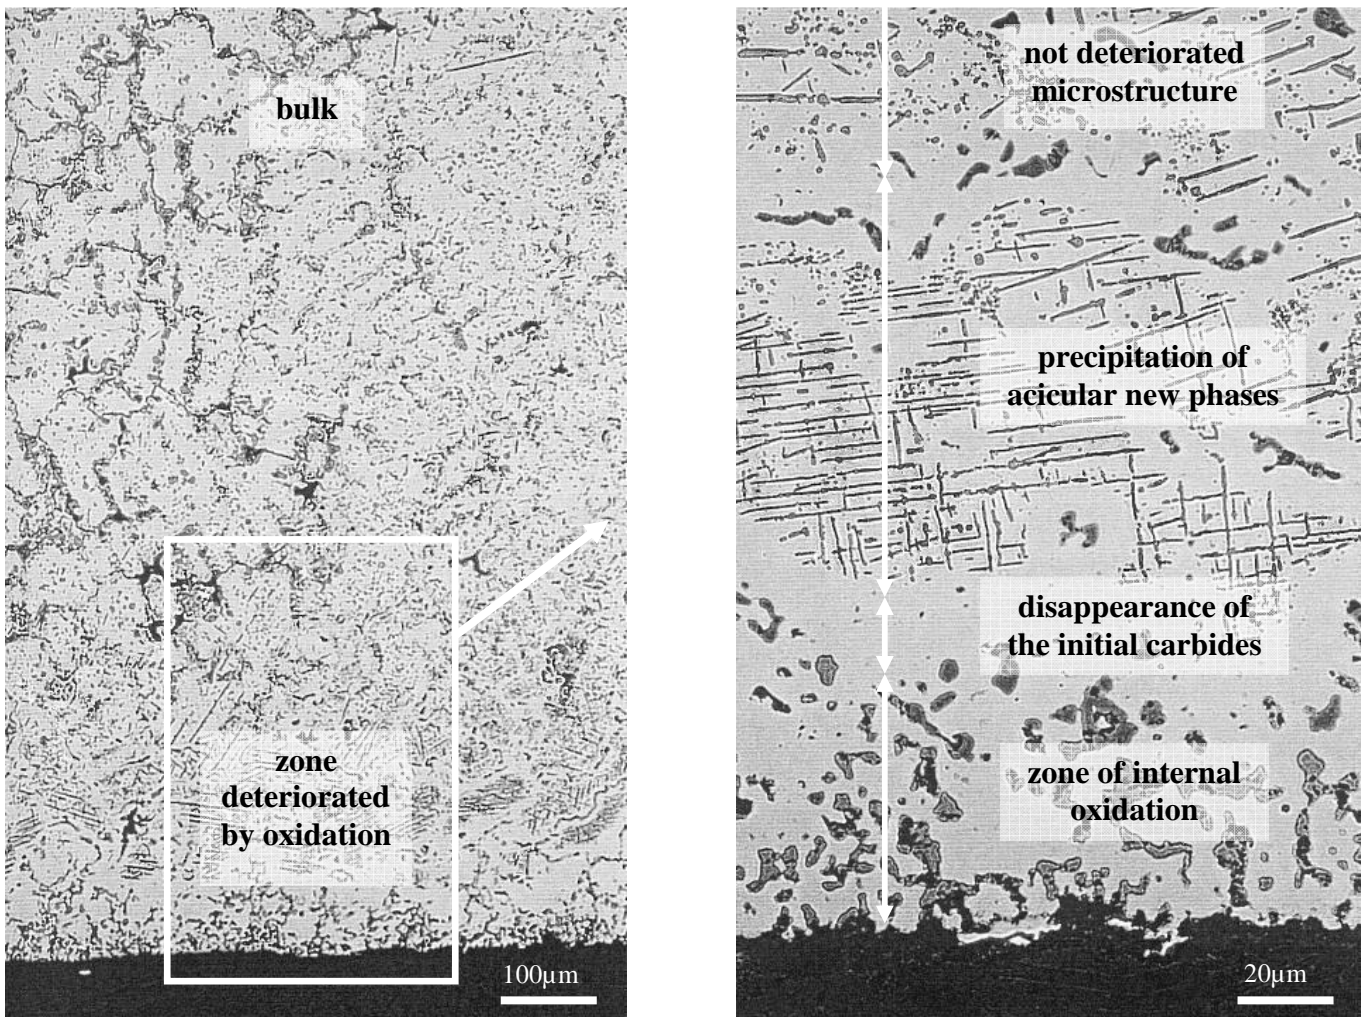 bulk
zone
deteriorated
by oxidation
100µm
not deteriorated
microstructure
precipitation of
acicular new phases
disappearance of
the initial carbides
zone of internal
oxidation
20µm